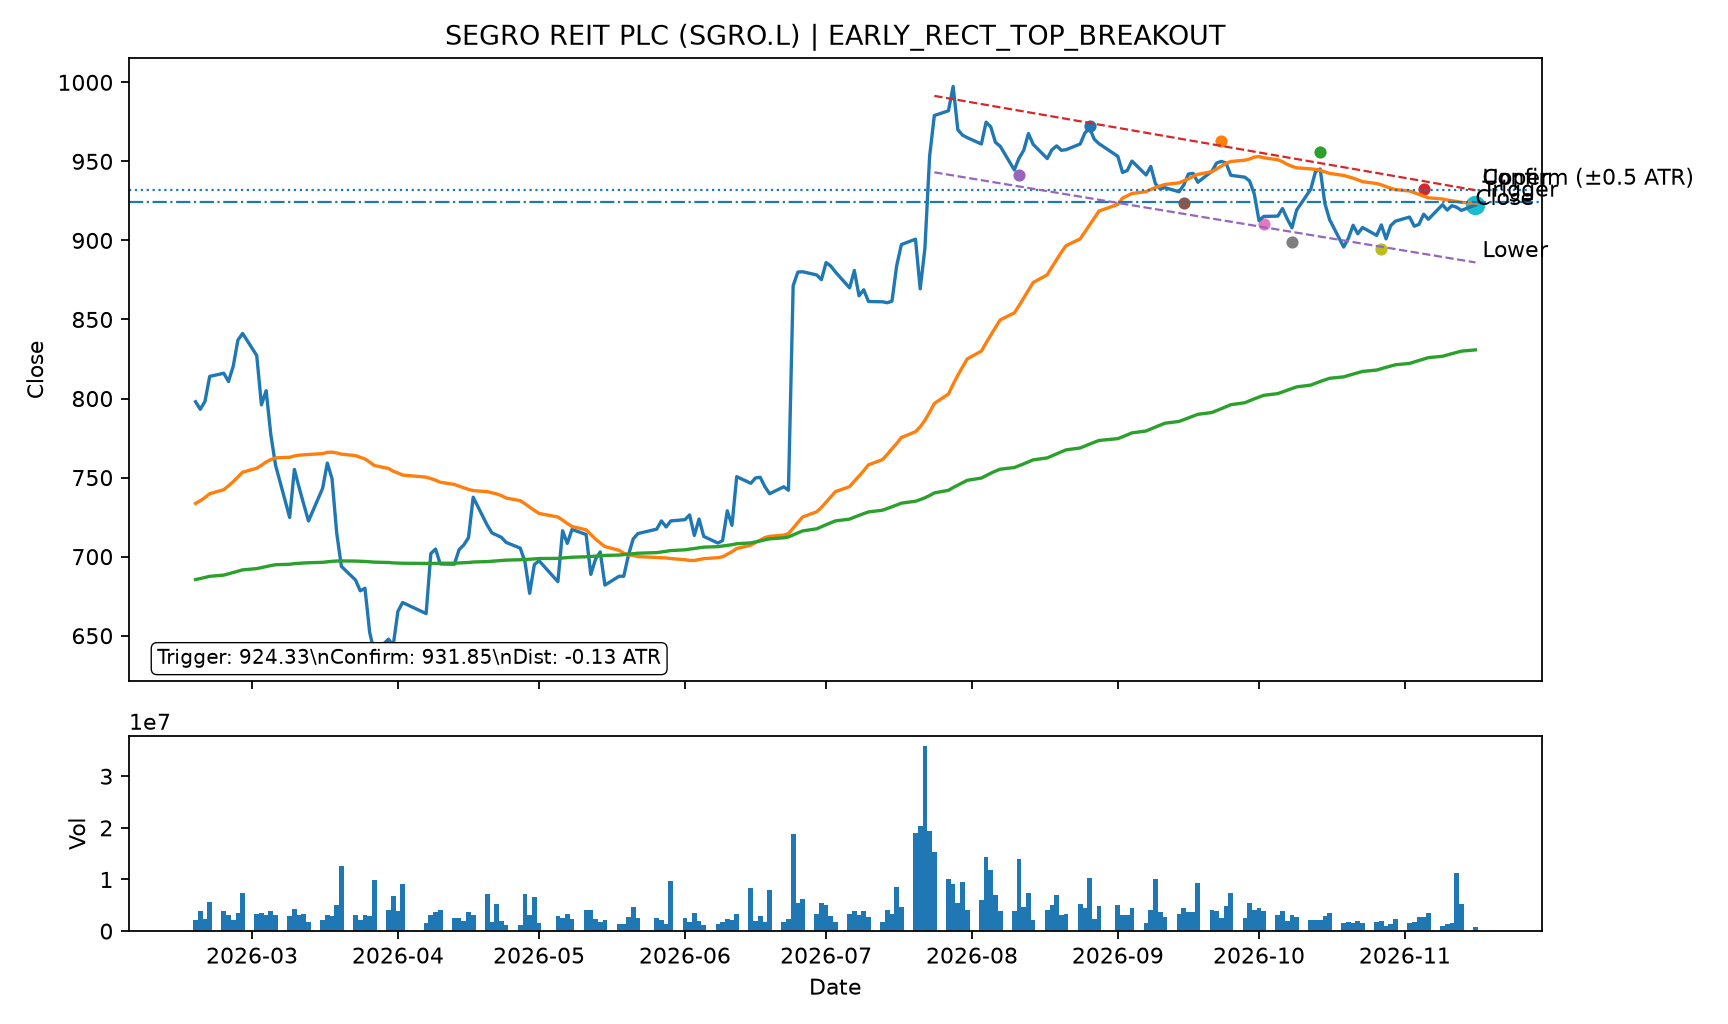 SEGRO REIT PLC (SGRO.L) | EARLY_RECT_TOP_BREAKOUT
Close
1000
950
900
850
800
750
700
650
Upper
Confirm (±0.5 ATR)
Trigger
Close
Lower
Trigger: 924.33\nConfirm: 931.85\nDist: -0.13 ATR
1e7
Vol
3
2
1
0
2026-03
2026-04
2026-05
2026-06
2026-07
2026-08
2026-09
2026-10
2026-11
Date